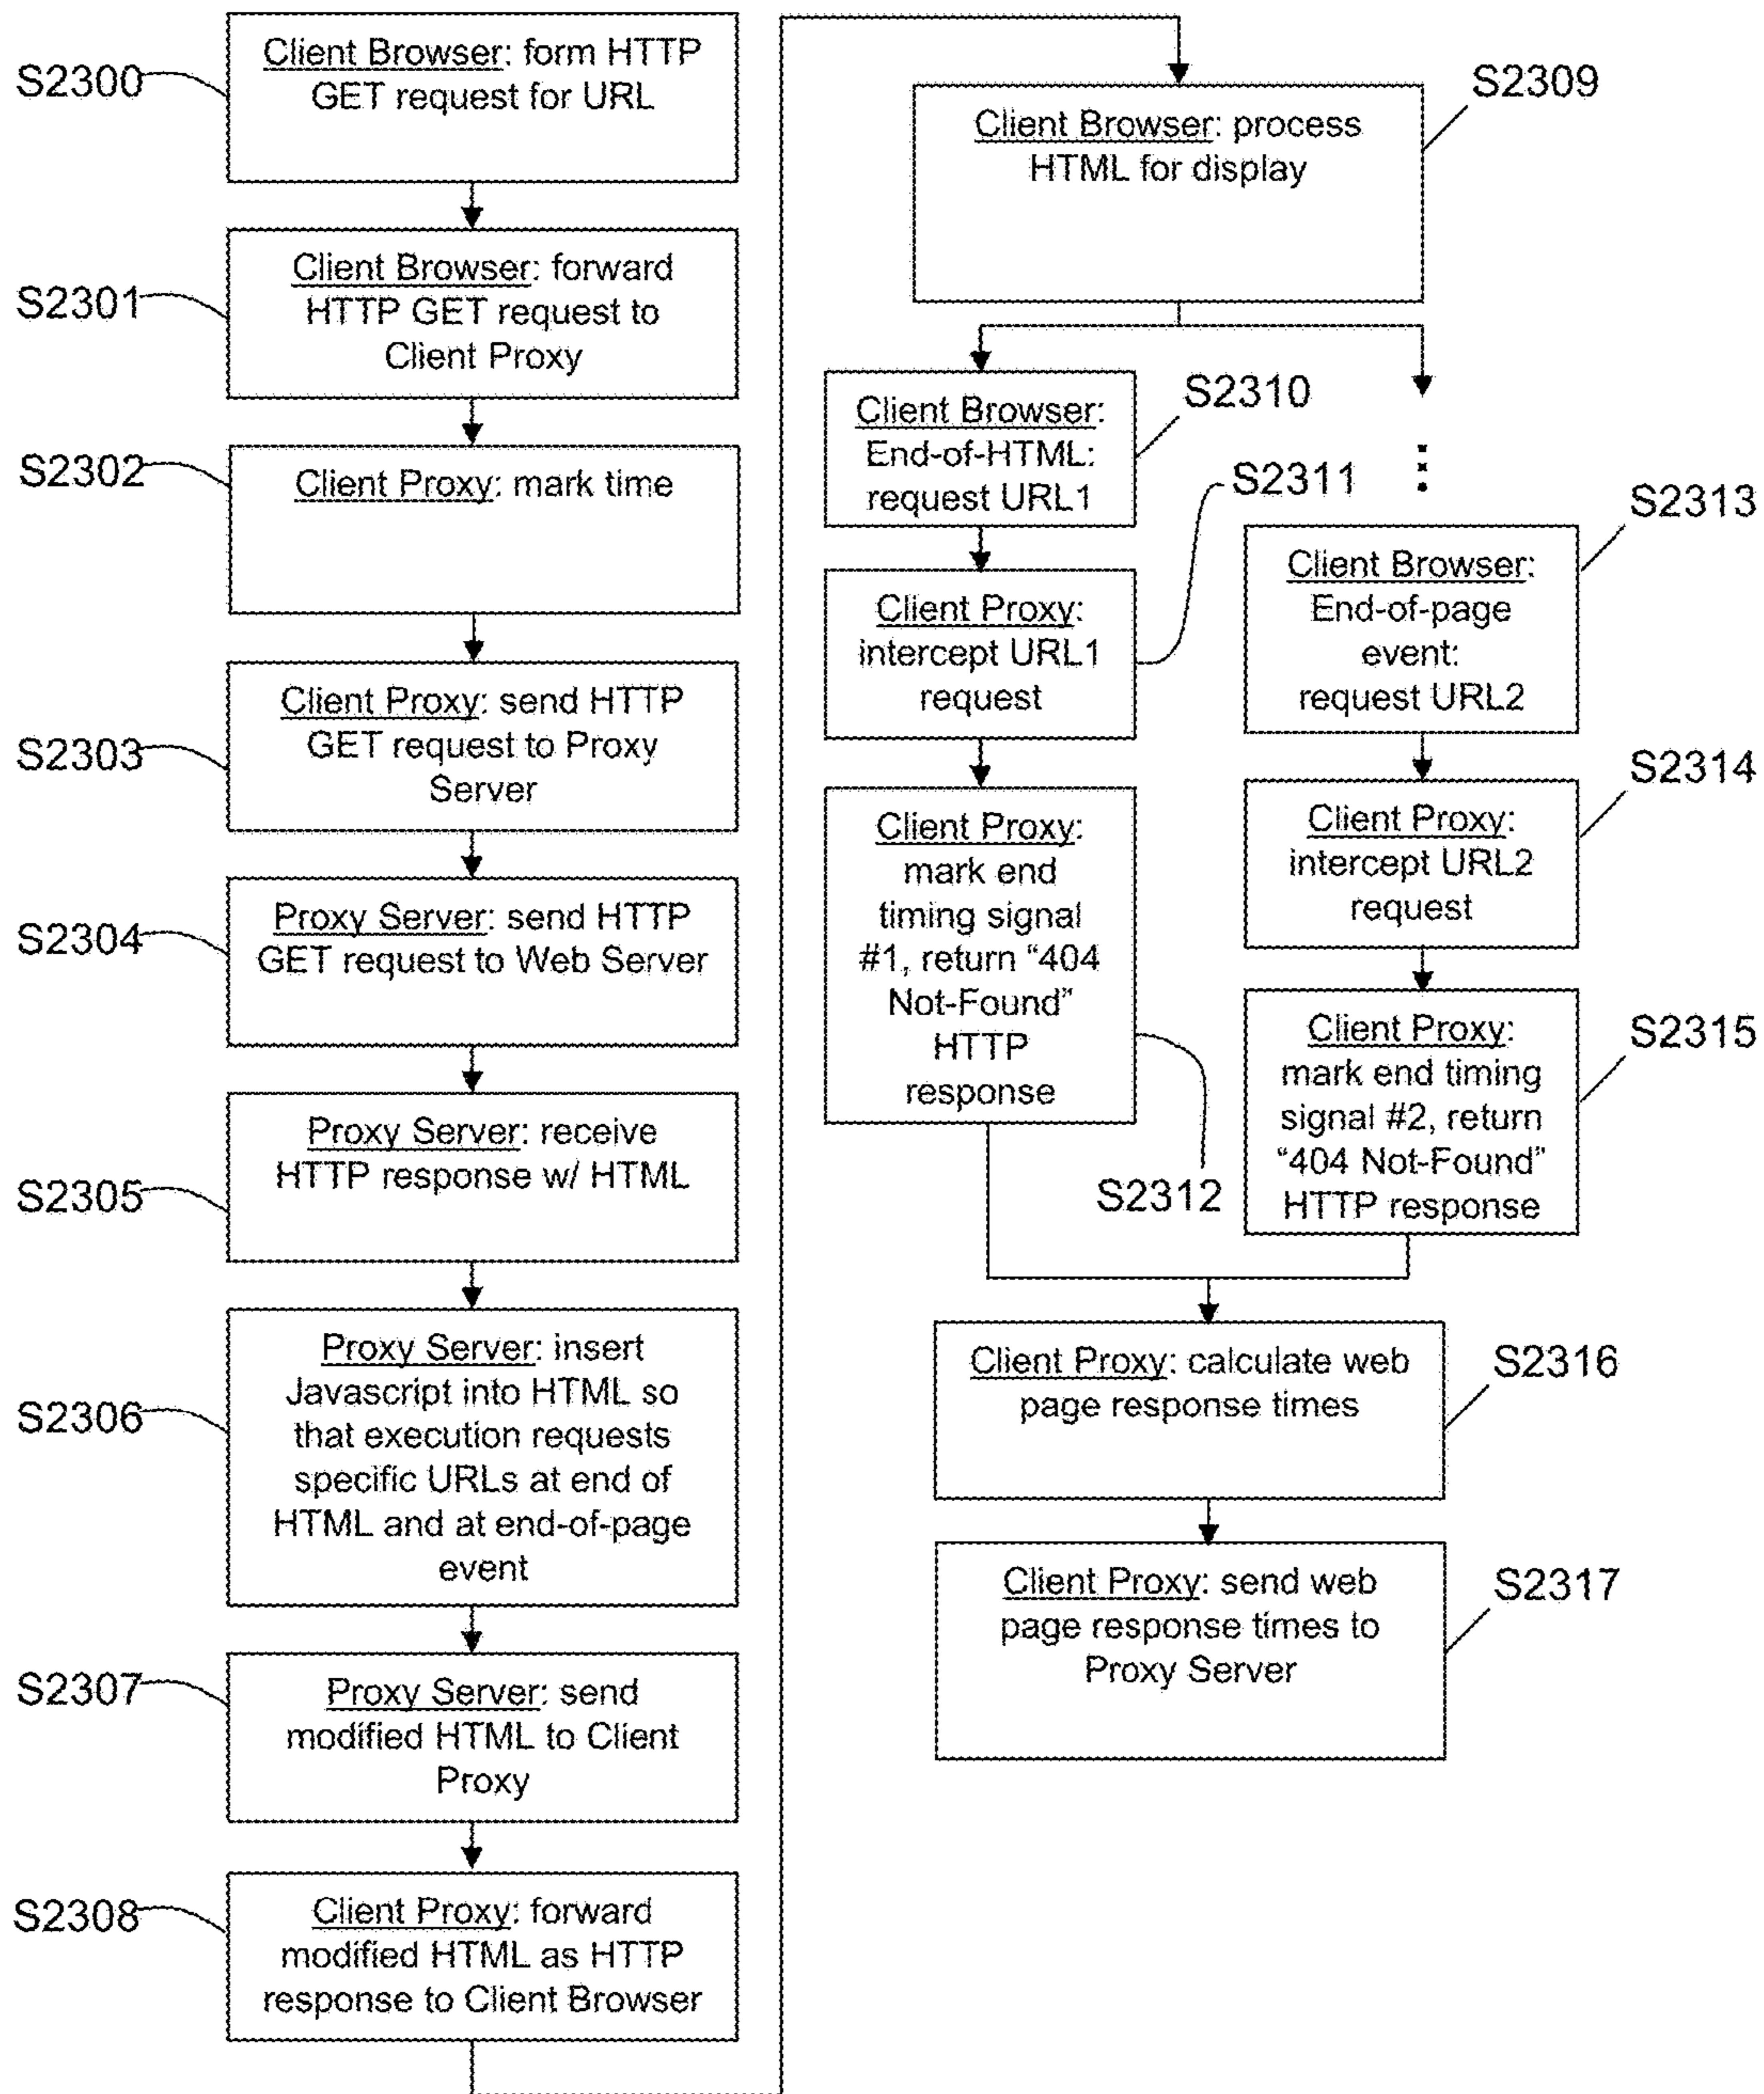 S2300
Client Browser: form HTTP
GET request for URL
S2301
Client Browser: forward
HTTP GET request to
Client Proxy
S2302
Client Proxy: mark time
S2303
Client Proxy: send HTTP
GET request to Proxy
Server
S2304
Proxy Server: send HTTP
GET request to Web Server
S2305
Proxy Server: receive
HTTP response w/ HTML
S2306
Proxy Server: insert
Javascript into HTML so
that execution requests
specific URLs at end of
HTML and at end-of-page
event
S2307
Proxy Server: send
modified HTML to Client
Proxy
S2308
Client Proxy: forward
modified HTML as HTTP
response to Client Browser
S2309
Client Browser: process
HTML for display
S2310
Client Browser:
End-of-HTML:
request URL1
S2311
Client Proxy:
intercept URL1
request
Client Proxy:
mark end
timing signal
#1, return “404
Not-Found”
HTTP
response
S2312
S2313
Client Browser:
End-of-page
event:
request URL2
S2314
Client Proxy:
intercept URL2
request
S2315
Client Proxy:
mark end timing
signal #2, return
“404 Not-Found”
HTTP response
S2316
Client Proxy: calculate web
page response times
S2317
Client Proxy: send web
page response times to
Proxy Server